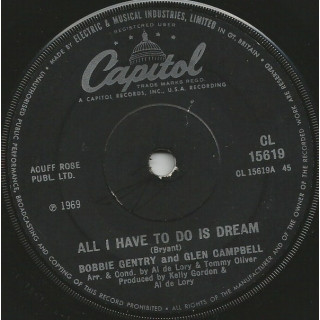 MADE BY ELECTRIC & MUSICAL INDUSTRIES, LIMITED IN GT. BRITAIN
REGISTERED USER
Capitol
TRADE MARKS REGD.
A CAPITOL RECORDS, INC., U.S.A. RECORDING
CL
15619
ACUFF ROSE
PUBL. LTD.
CL 15619A 45
℗ 1969
ALL I HAVE TO DO IS DREAM
(Bryant)
BOBBIE GENTRY and GLEN CAMPBELL
Arr. & Cond. by Al de Lory & Tommy Oliver
Produced by Kelly Gordon &
Al de Lory
UNAUTHORISED PUBLIC PERFORMANCE, BROADCASTING AND COPYING OF THIS RECORD PROHIBITED. ALL RIGHTS OF THE MANUFACTURER AND OF THE OWNER OF THE RECORDED WORK RESERVED